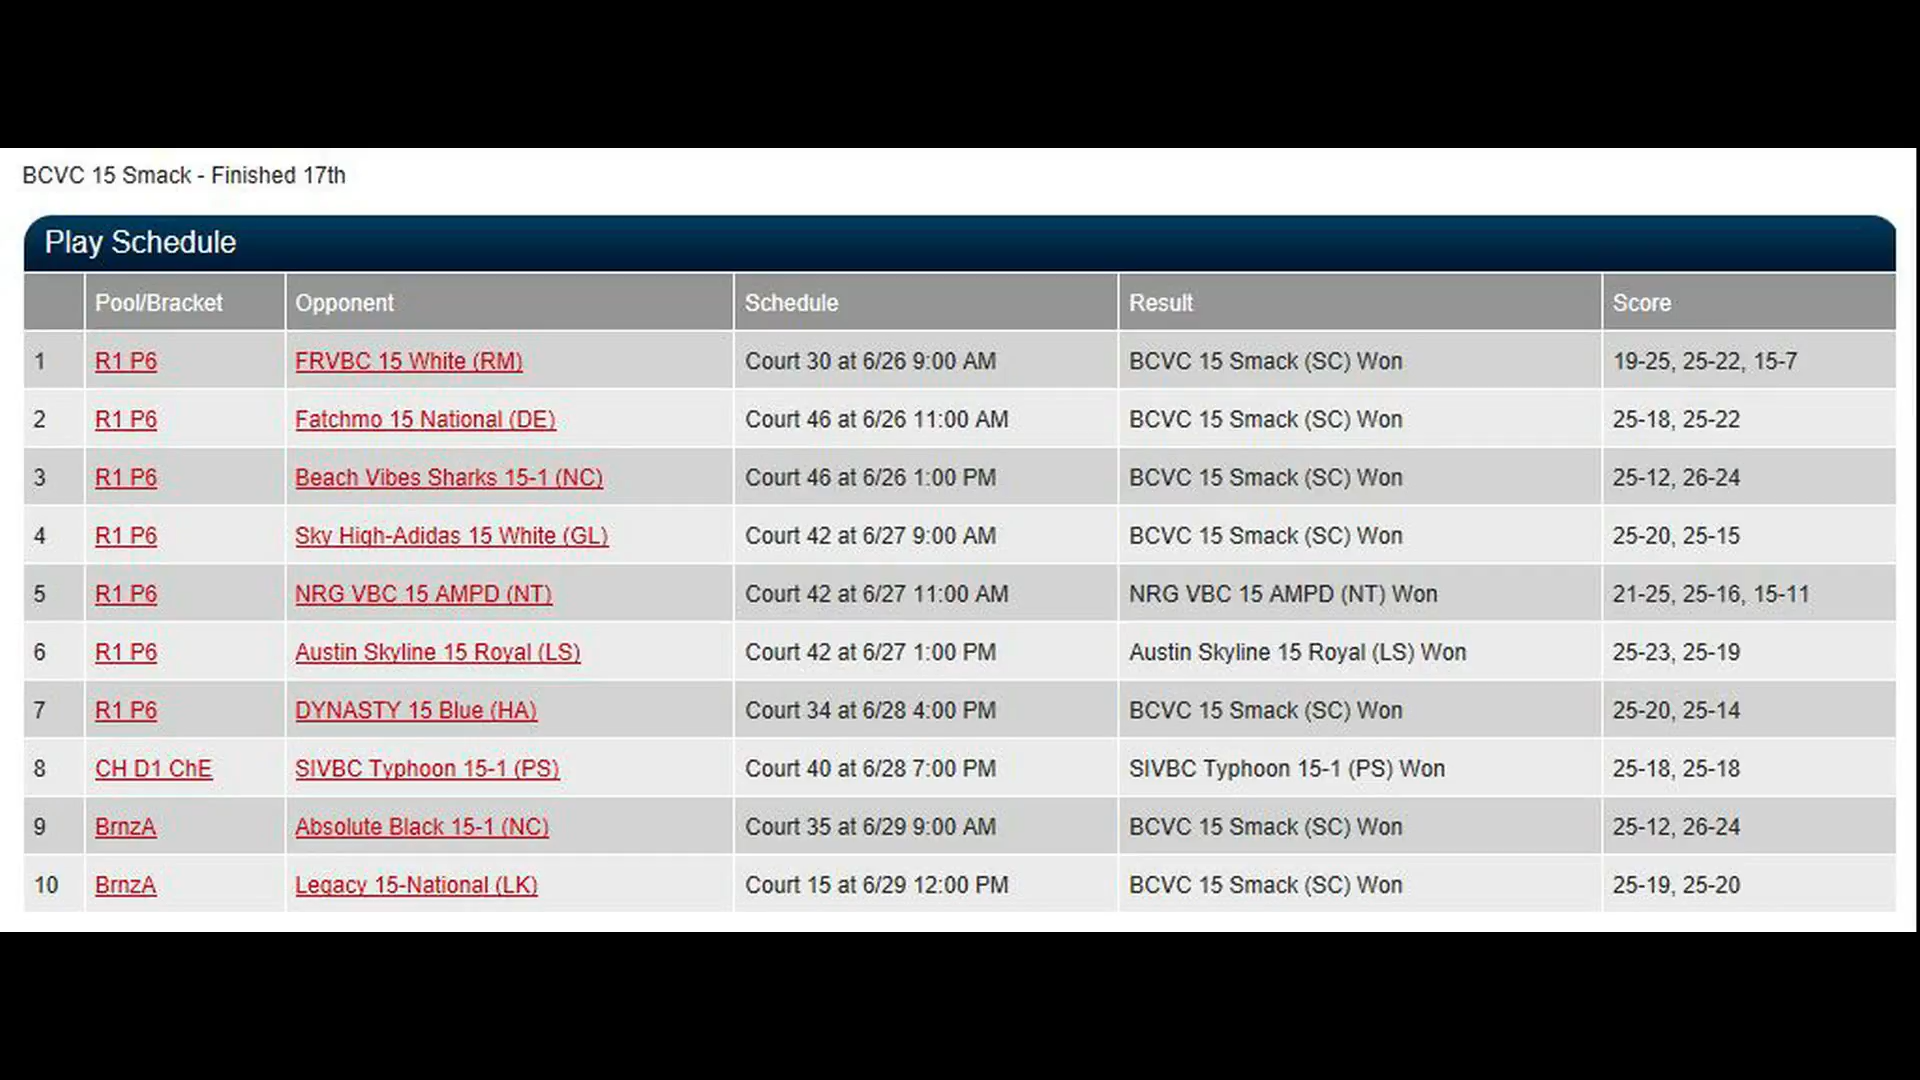 BCVC 15 Smack - Finished 17th
Play Schedule
Pool/Bracket Opponent Schedule Result Score
1 R1 P6 FRVBC 15 White (RM) Court 30 at 6/26 9:00 AM BCVC 15 Smack (SC) Won 19-25, 25-22, 15-7
2 R1 P6 Fatchmo 15 National (DE) Court 46 at 6/26 11:00 AM BCVC 15 Smack (SC) Won 25-18, 25-22
3 R1 P6 Beach Vibes Sharks 15-1 (NC) Court 46 at 6/26 1:00 PM BCVC 15 Smack (SC) Won 25-12, 26-24
4 R1 P6 Sky High-Adidas 15 White (GL) Court 42 at 6/27 9:00 AM BCVC 15 Smack (SC) Won 25-20, 25-15
5 R1 P6 NRG VBC 15 AMPD (NT) Court 42 at 6/27 11:00 AM NRG VBC 15 AMPD (NT) Won 21-25, 25-16, 15-11
6 R1 P6 Austin Skyline 15 Royal (LS) Court 42 at 6/27 1:00 PM Austin Skyline 15 Royal (LS) Won 25-23, 25-19
7 R1 P6 DYNASTY 15 Blue (HA) Court 34 at 6/28 4:00 PM BCVC 15 Smack (SC) Won 25-20, 25-14
8 CH D1 ChE SIVBC Typhoon 15-1 (PS) Court 40 at 6/28 7:00 PM SIVBC Typhoon 15-1 (PS) Won 25-18, 25-18
9 BrnzA Absolute Black 15-1 (NC) Court 35 at 6/29 9:00 AM BCVC 15 Smack (SC) Won 25-12, 26-24
10 BrnzA Legacy 15-National (LK) Court 15 at 6/29 12:00 PM BCVC 15 Smack (SC) Won 25-19, 25-20